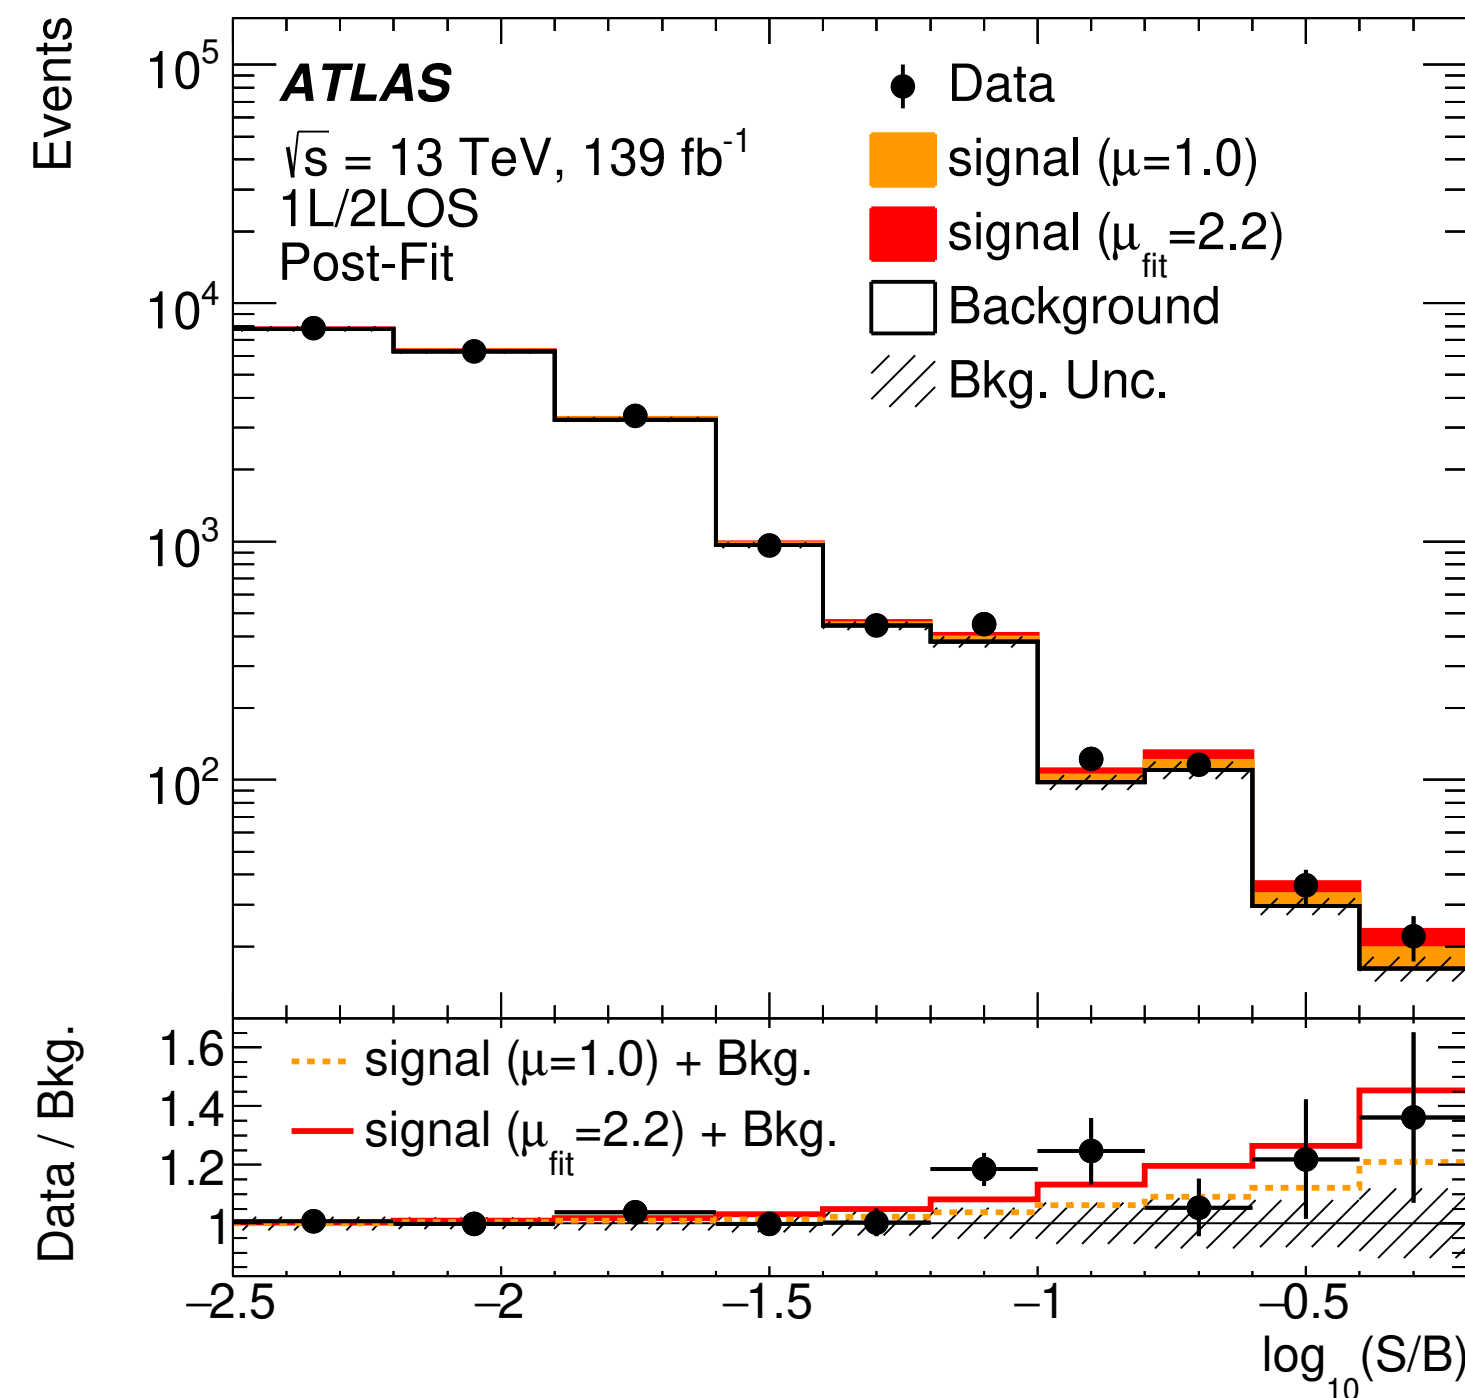 Events
10^5
10^4
10^3
10^2
ATLAS
√s = 13 TeV, 139 fb^-1
1L/2LOS
Post-Fit
Data
signal (μ=1.0)
signal (μ_fit=2.2)
Background
Bkg. Unc.
Data / Bkg.
1.6
1.4
1.2
1
signal (μ=1.0) + Bkg.
signal (μ_fit=2.2) + Bkg.
−2.5 −2 −1.5 −1 −0.5
log_10(S/B)